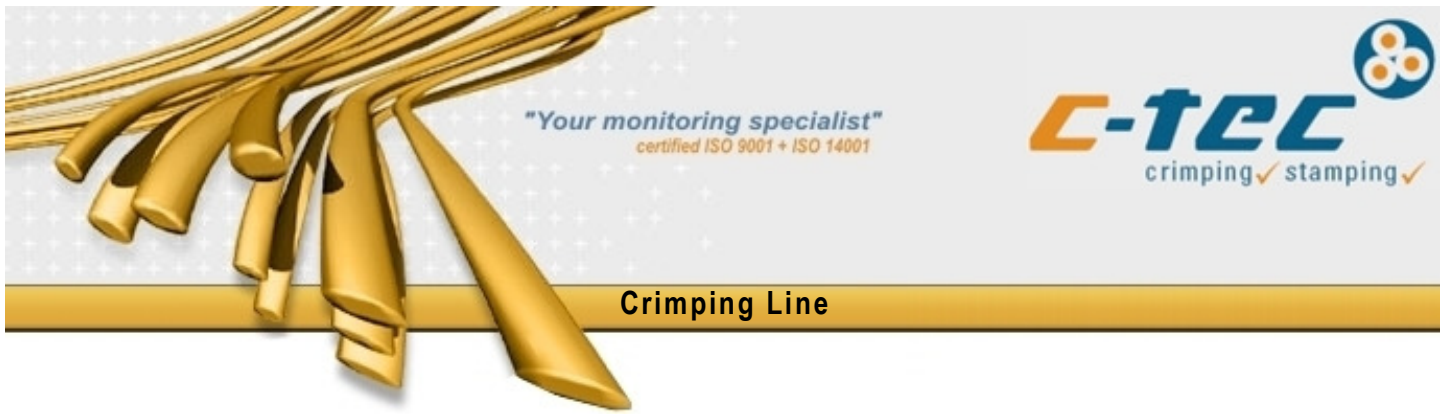 "Your monitoring specialist"
certified ISO 9001 + ISO 14001
c-tec
crimping✓ stamping✓
Crimping Line